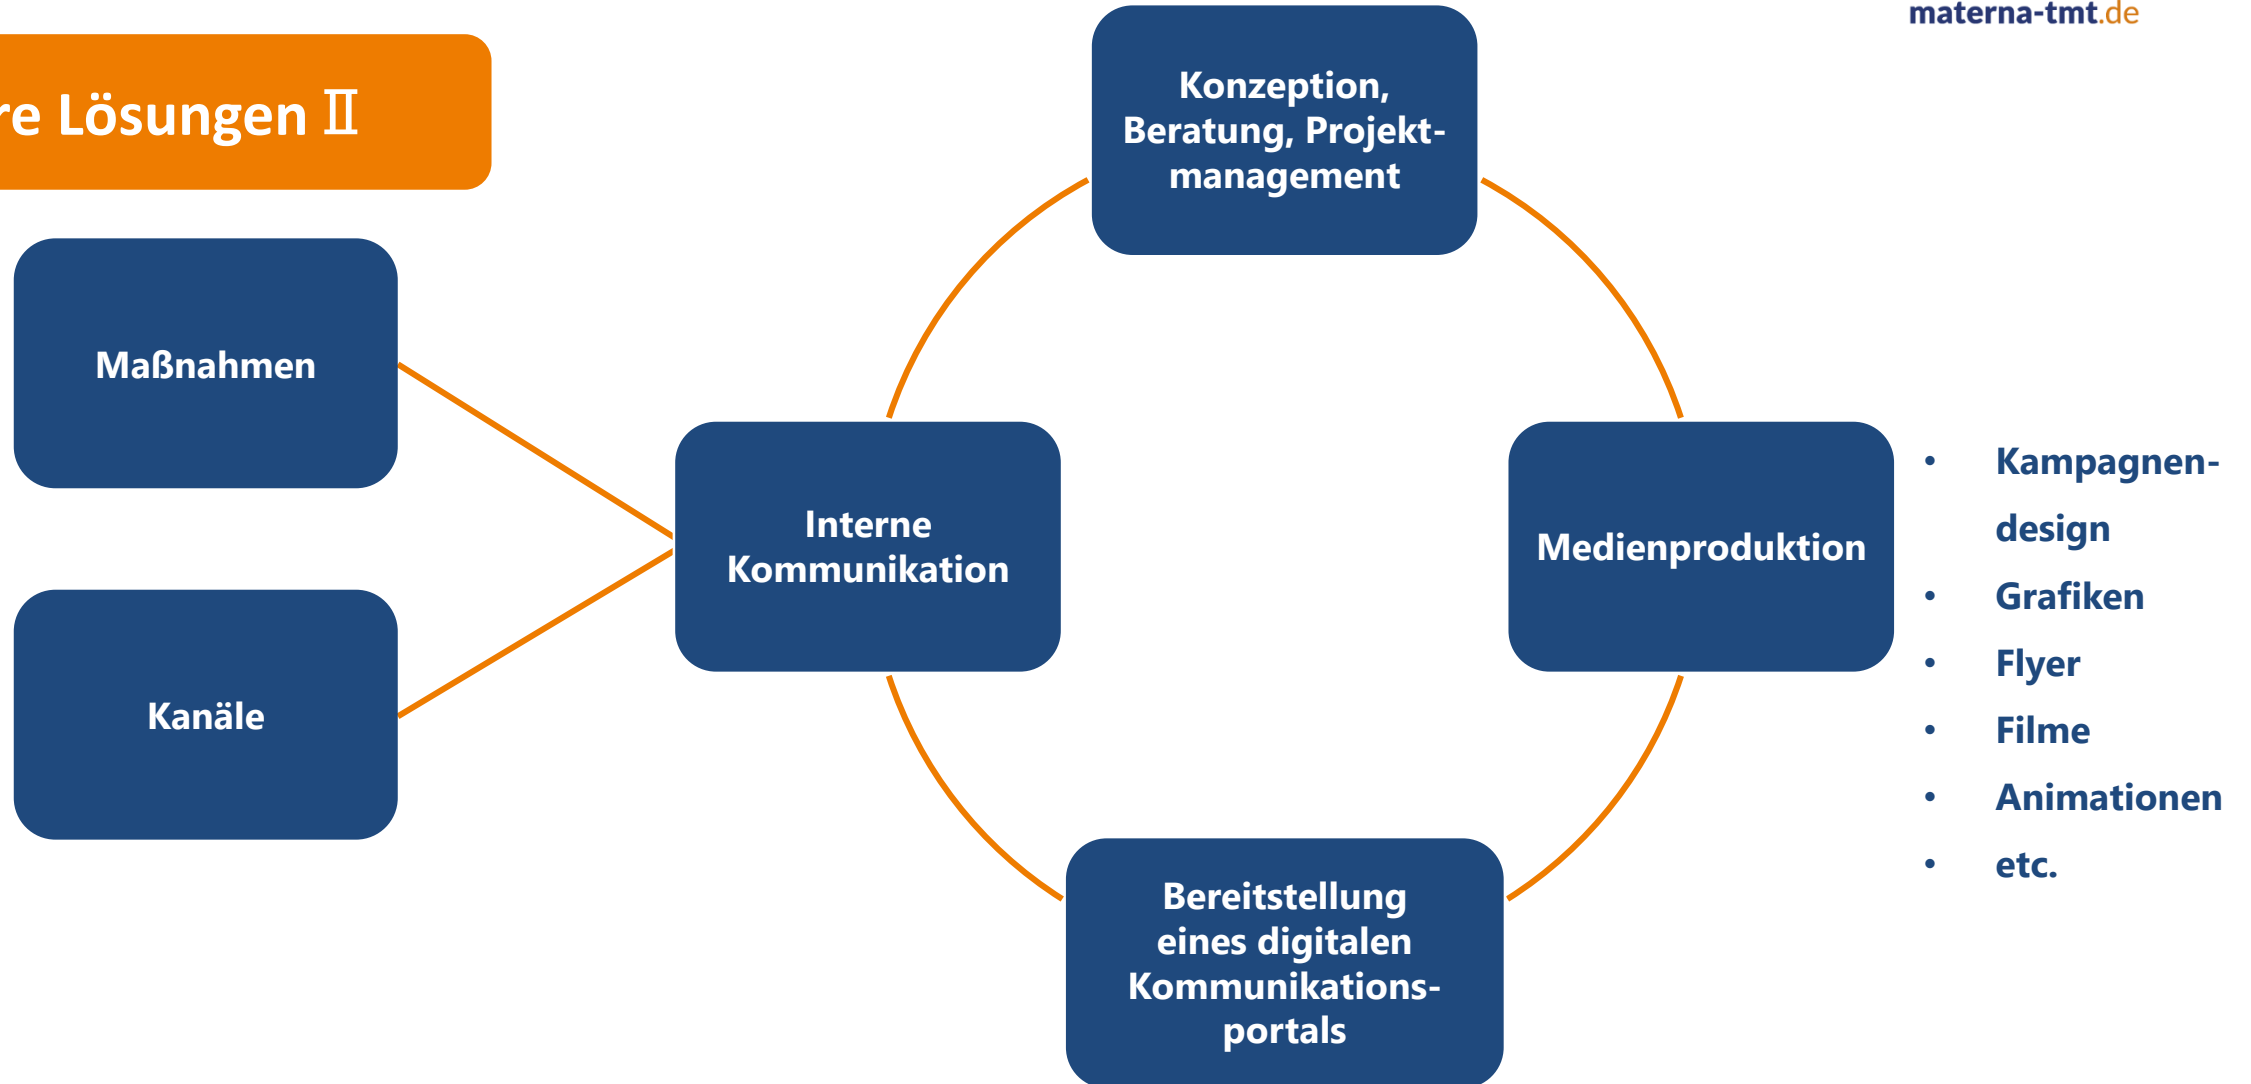 materna-tmt.de
re Lösungen II
Konzeption,
Beratung, Projekt-
management
Maßnahmen
Kanäle
Interne
Kommunikation
Medienproduktion
• Kampagnen-
design
• Grafiken
• Flyer
• Filme
• Animationen
• etc.
Bereitstellung
eines digitalen
Kommunikations-
portals